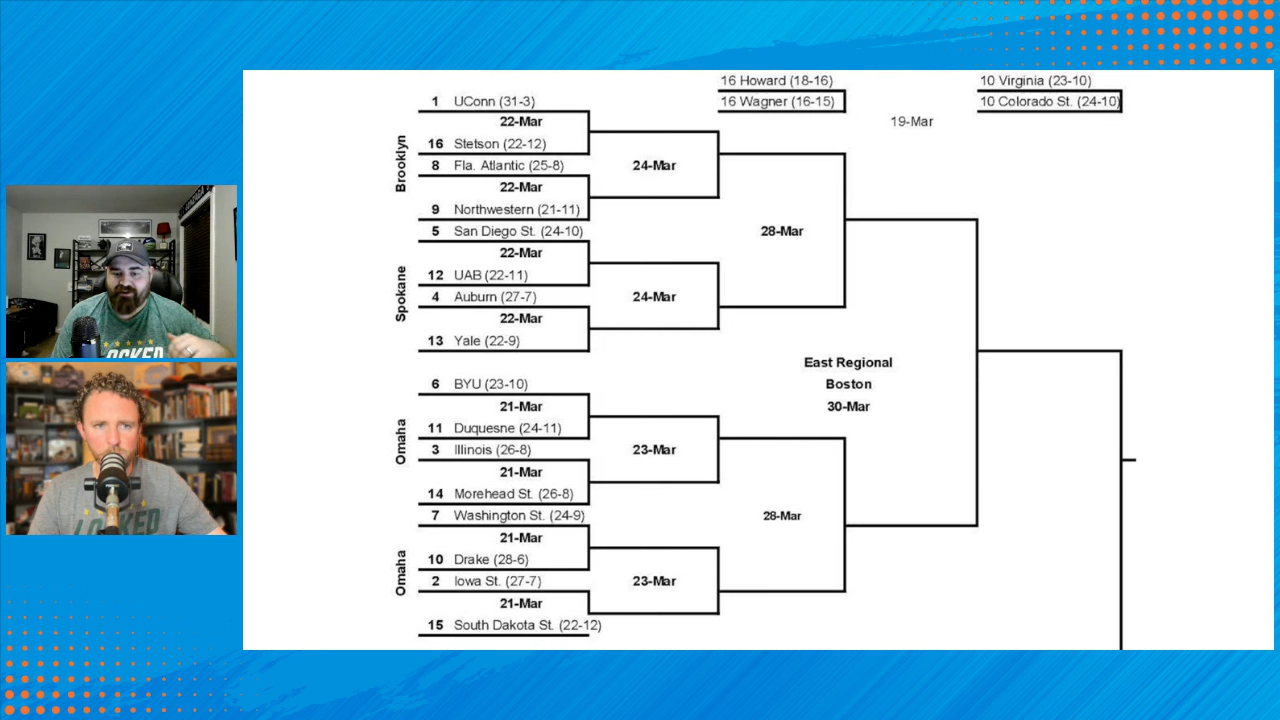 16 Howard (18-16)
16 Wagner (16-15)
19-Mar
10 Virginia (23-10)
10 Colorado St. (24-10)
Brooklyn
1 UConn (31-3)
22-Mar
16 Stetson (22-12)
24-Mar
8 Fla. Atlantic (25-8)
22-Mar
9 Northwestern (21-11)
28-Mar
Spokane
5 San Diego St. (24-10)
22-Mar
12 UAB (22-11)
24-Mar
4 Auburn (27-7)
22-Mar
13 Yale (22-9)
East Regional
Boston
30-Mar
Omaha
6 BYU (23-10)
21-Mar
11 Duquesne (24-11)
23-Mar
3 Illinois (26-8)
21-Mar
14 Morehead St. (26-8)
28-Mar
Omaha
7 Washington St. (24-9)
21-Mar
10 Drake (28-6)
23-Mar
2 Iowa St. (27-7)
21-Mar
15 South Dakota St. (22-12)
LOCKED